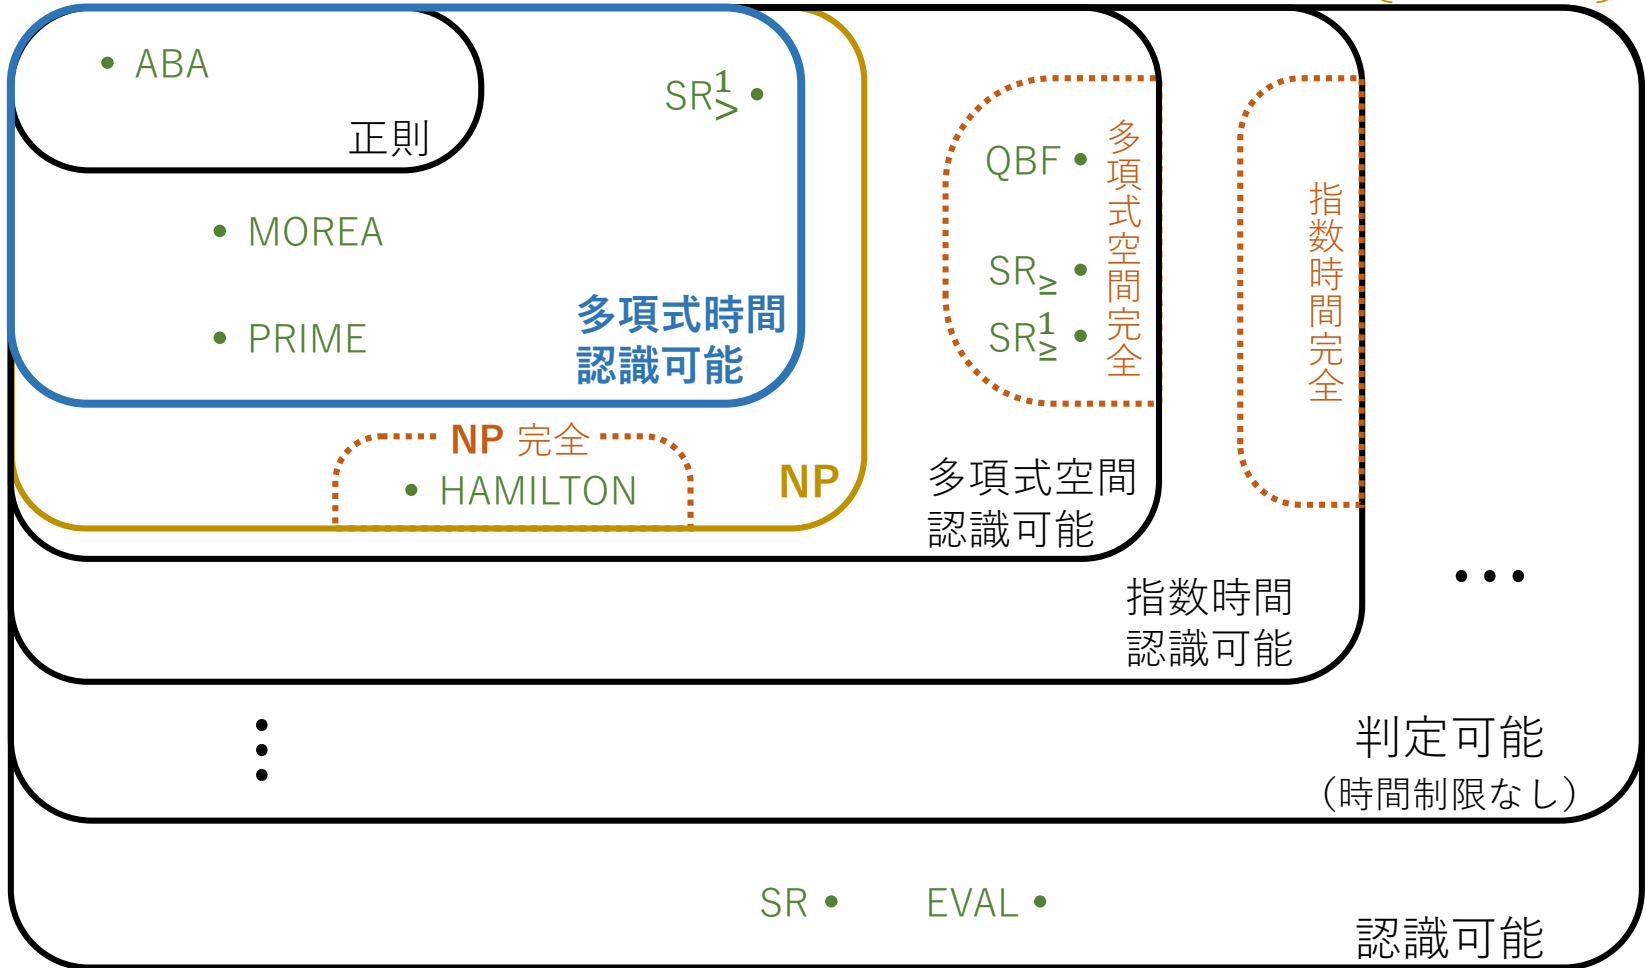 • ABA
正則
SR¹> •
• MOREA
• PRIME
多項式時間
認識可能
NP 完全
• HAMILTON
NP
QBF •
SR≥ •
SR¹≥ •
多項式空間完全
多項式空間
認識可能
指数時間完全
指数時間
認識可能
•••
判定可能
（時間制限なし）
SR •
EVAL •
認識可能